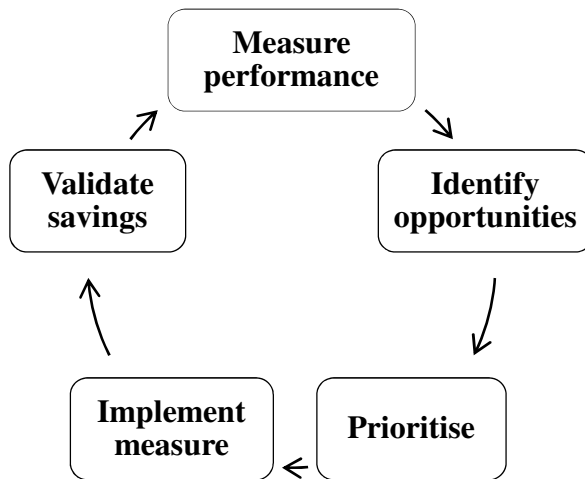 Measure
performance
Identify
opportunities
Prioritise
Implement
measure
Validate
savings